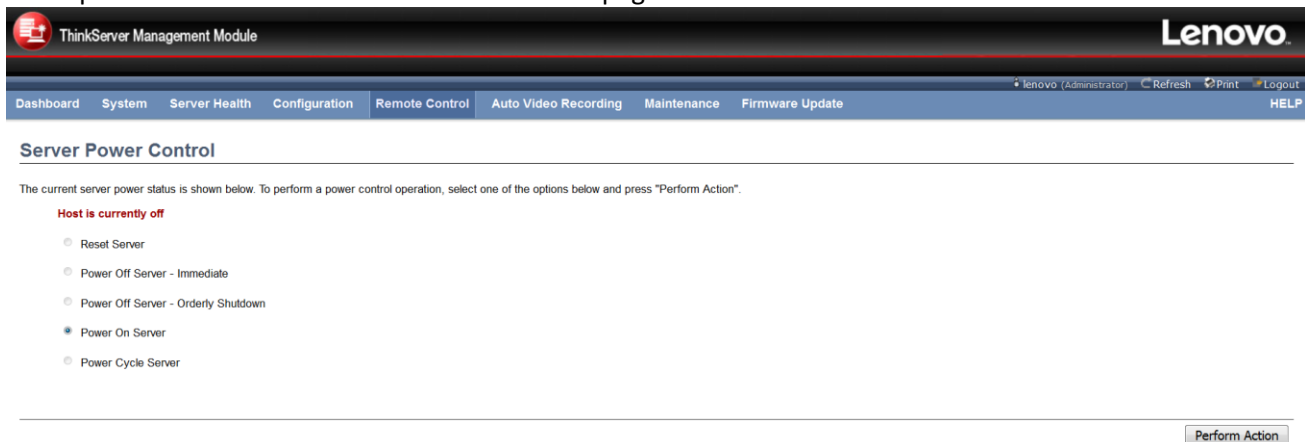 ThinkServer Management Module
Lenovo
lenovo (Administrator) Refresh Print Logout
Dashboard System Server Health Configuration Remote Control Auto Video Recording Maintenance Firmware Update HELP
Server Power Control
The current server power status is shown below. To perform a power control operation, select one of the options below and press "Perform Action".
Host is currently off
Reset Server
Power Off Server - Immediate
Power Off Server - Orderly Shutdown
Power On Server
Power Cycle Server
Perform Action